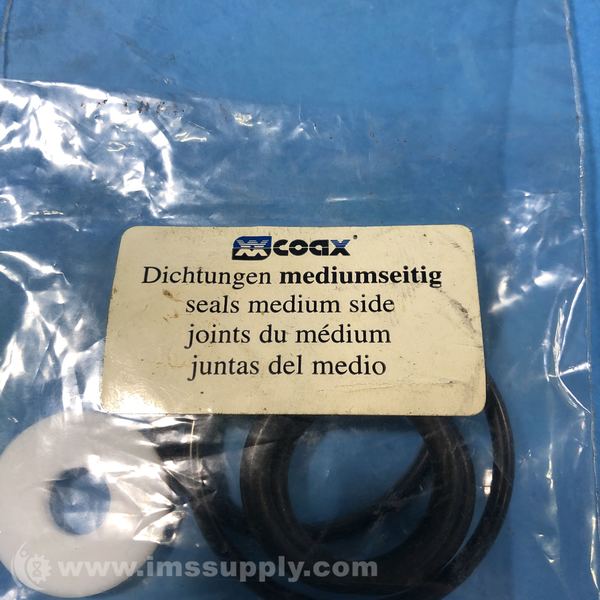 coax®
Dichtungen mediumseitig
seals medium side
joints du médium
juntas del medio
www.imssupply.com